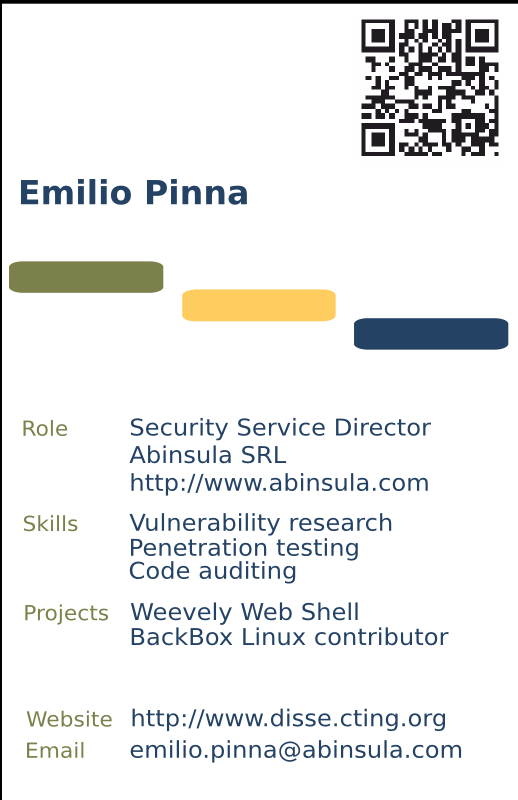 Emilio Pinna
Role Security Service Director
Abinsula SRL
http://www.abinsula.com
Skills Vulnerability research
Penetration testing
Code auditing
Projects Weevely Web Shell
BackBox Linux contributor
Website http://www.disse.cting.org
Email emilio.pinna@abinsula.com